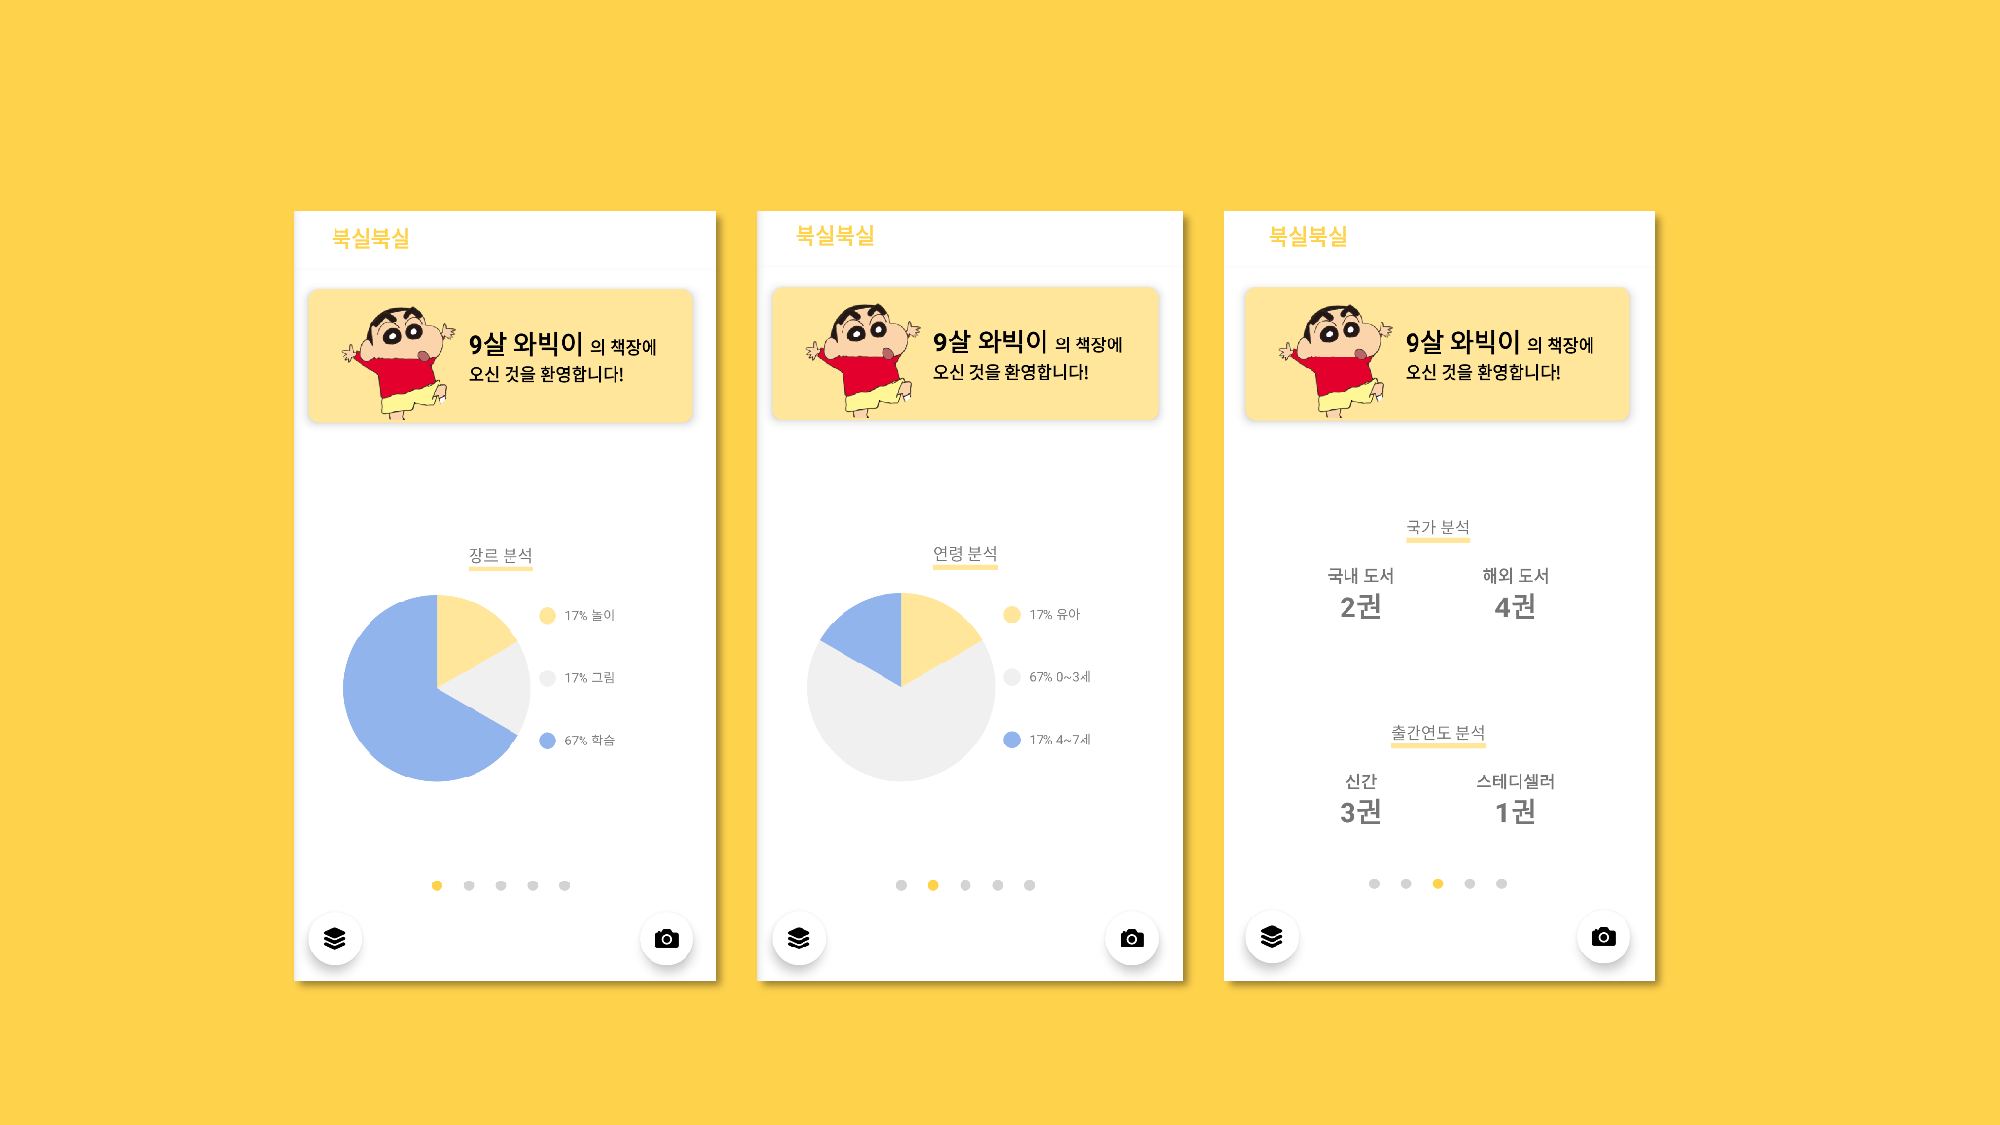 북실북실
9살 와빅이 의 책장에
오신 것을 환영합니다!
장르 분석
17% 놀이
17% 그림
67% 학습
북실북실
9살 와빅이 의 책장에
오신 것을 환영합니다!
연령 분석
17% 유아
67% 0~3세
17% 4~7세
북실북실
9살 와빅이 의 책장에
오신 것을 환영합니다!
국가 분석
국내 도서
해외 도서
2권
4권
출간연도 분석
신간
스테디셀러
3권
1권